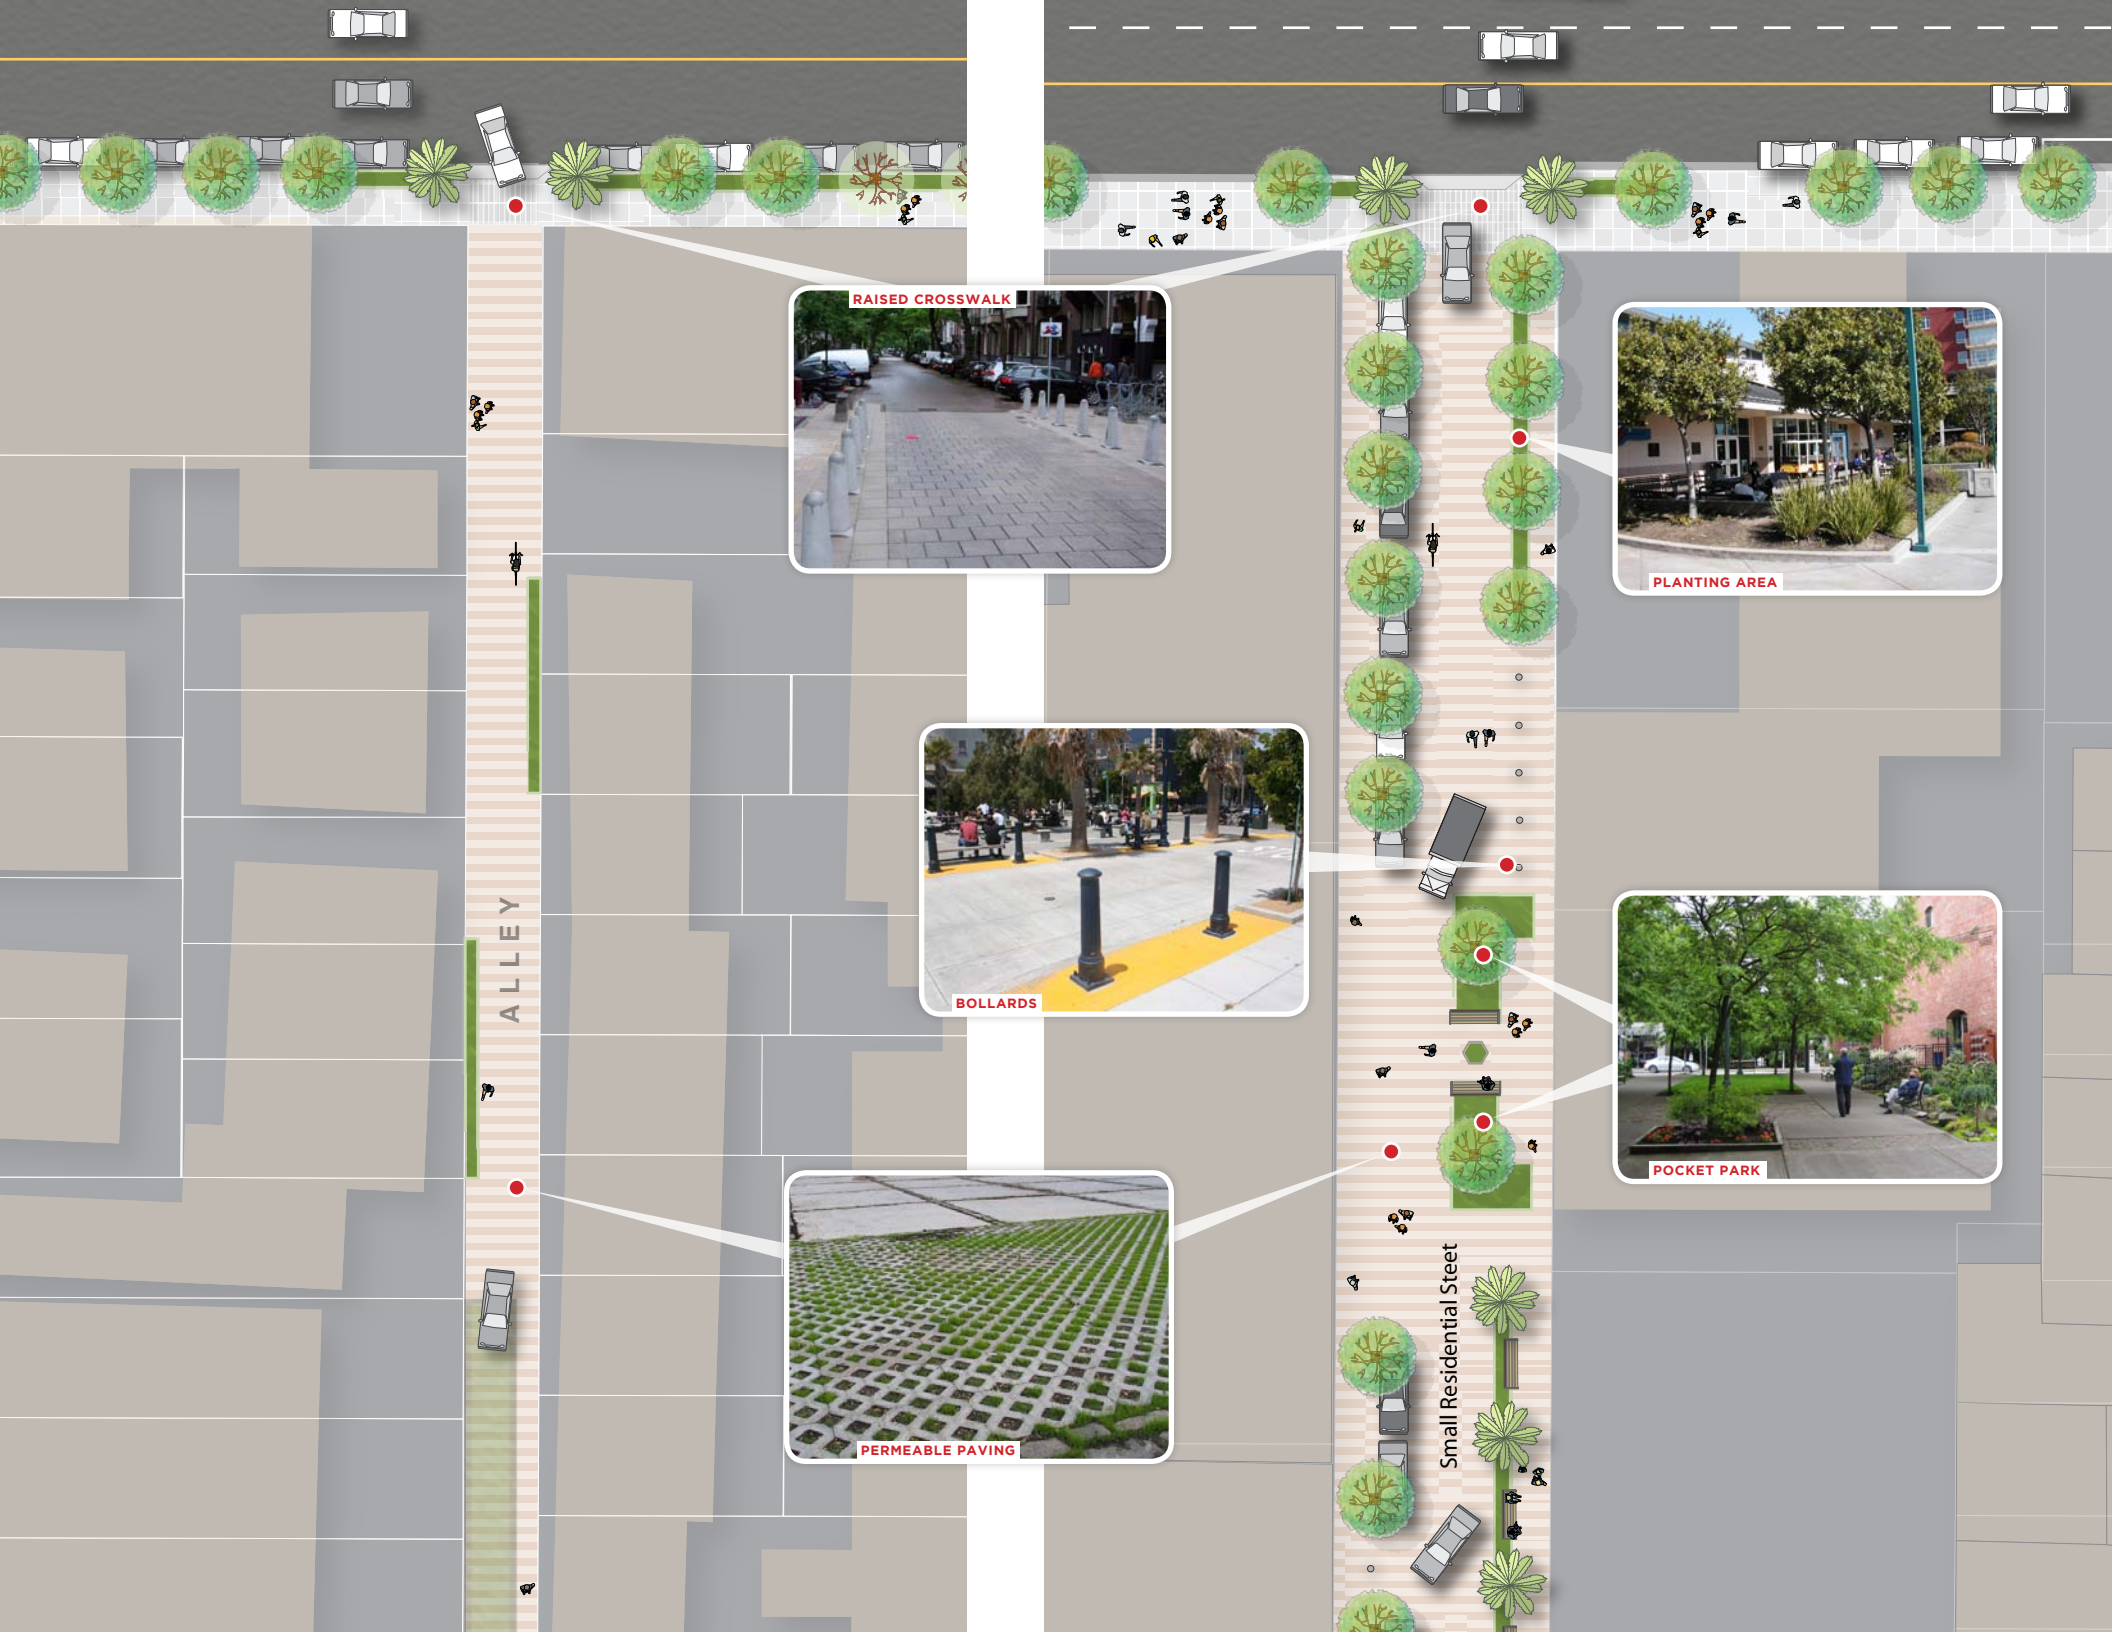 RAISED CROSSWALK
PLANTING AREA
BOLLARDS
ALLEY
POCKET PARK
Small Residential Steet
PERMEABLE PAVING